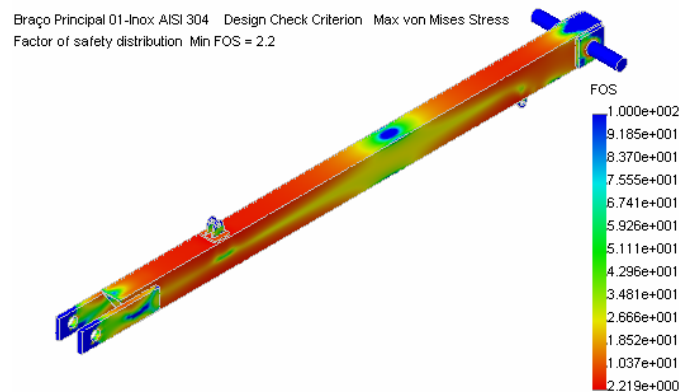 Braço Principal 01-Inox AISI 304 Design Check Criterion Max von Mises Stress
Factor of safety distribution Min FOS = 2.2
FOS
1.000e+002
9.185e+001
8.370e+001
7.555e+001
6.741e+001
5.926e+001
5.111e+001
4.296e+001
3.481e+001
2.666e+001
1.852e+001
1.037e+001
2.219e+000